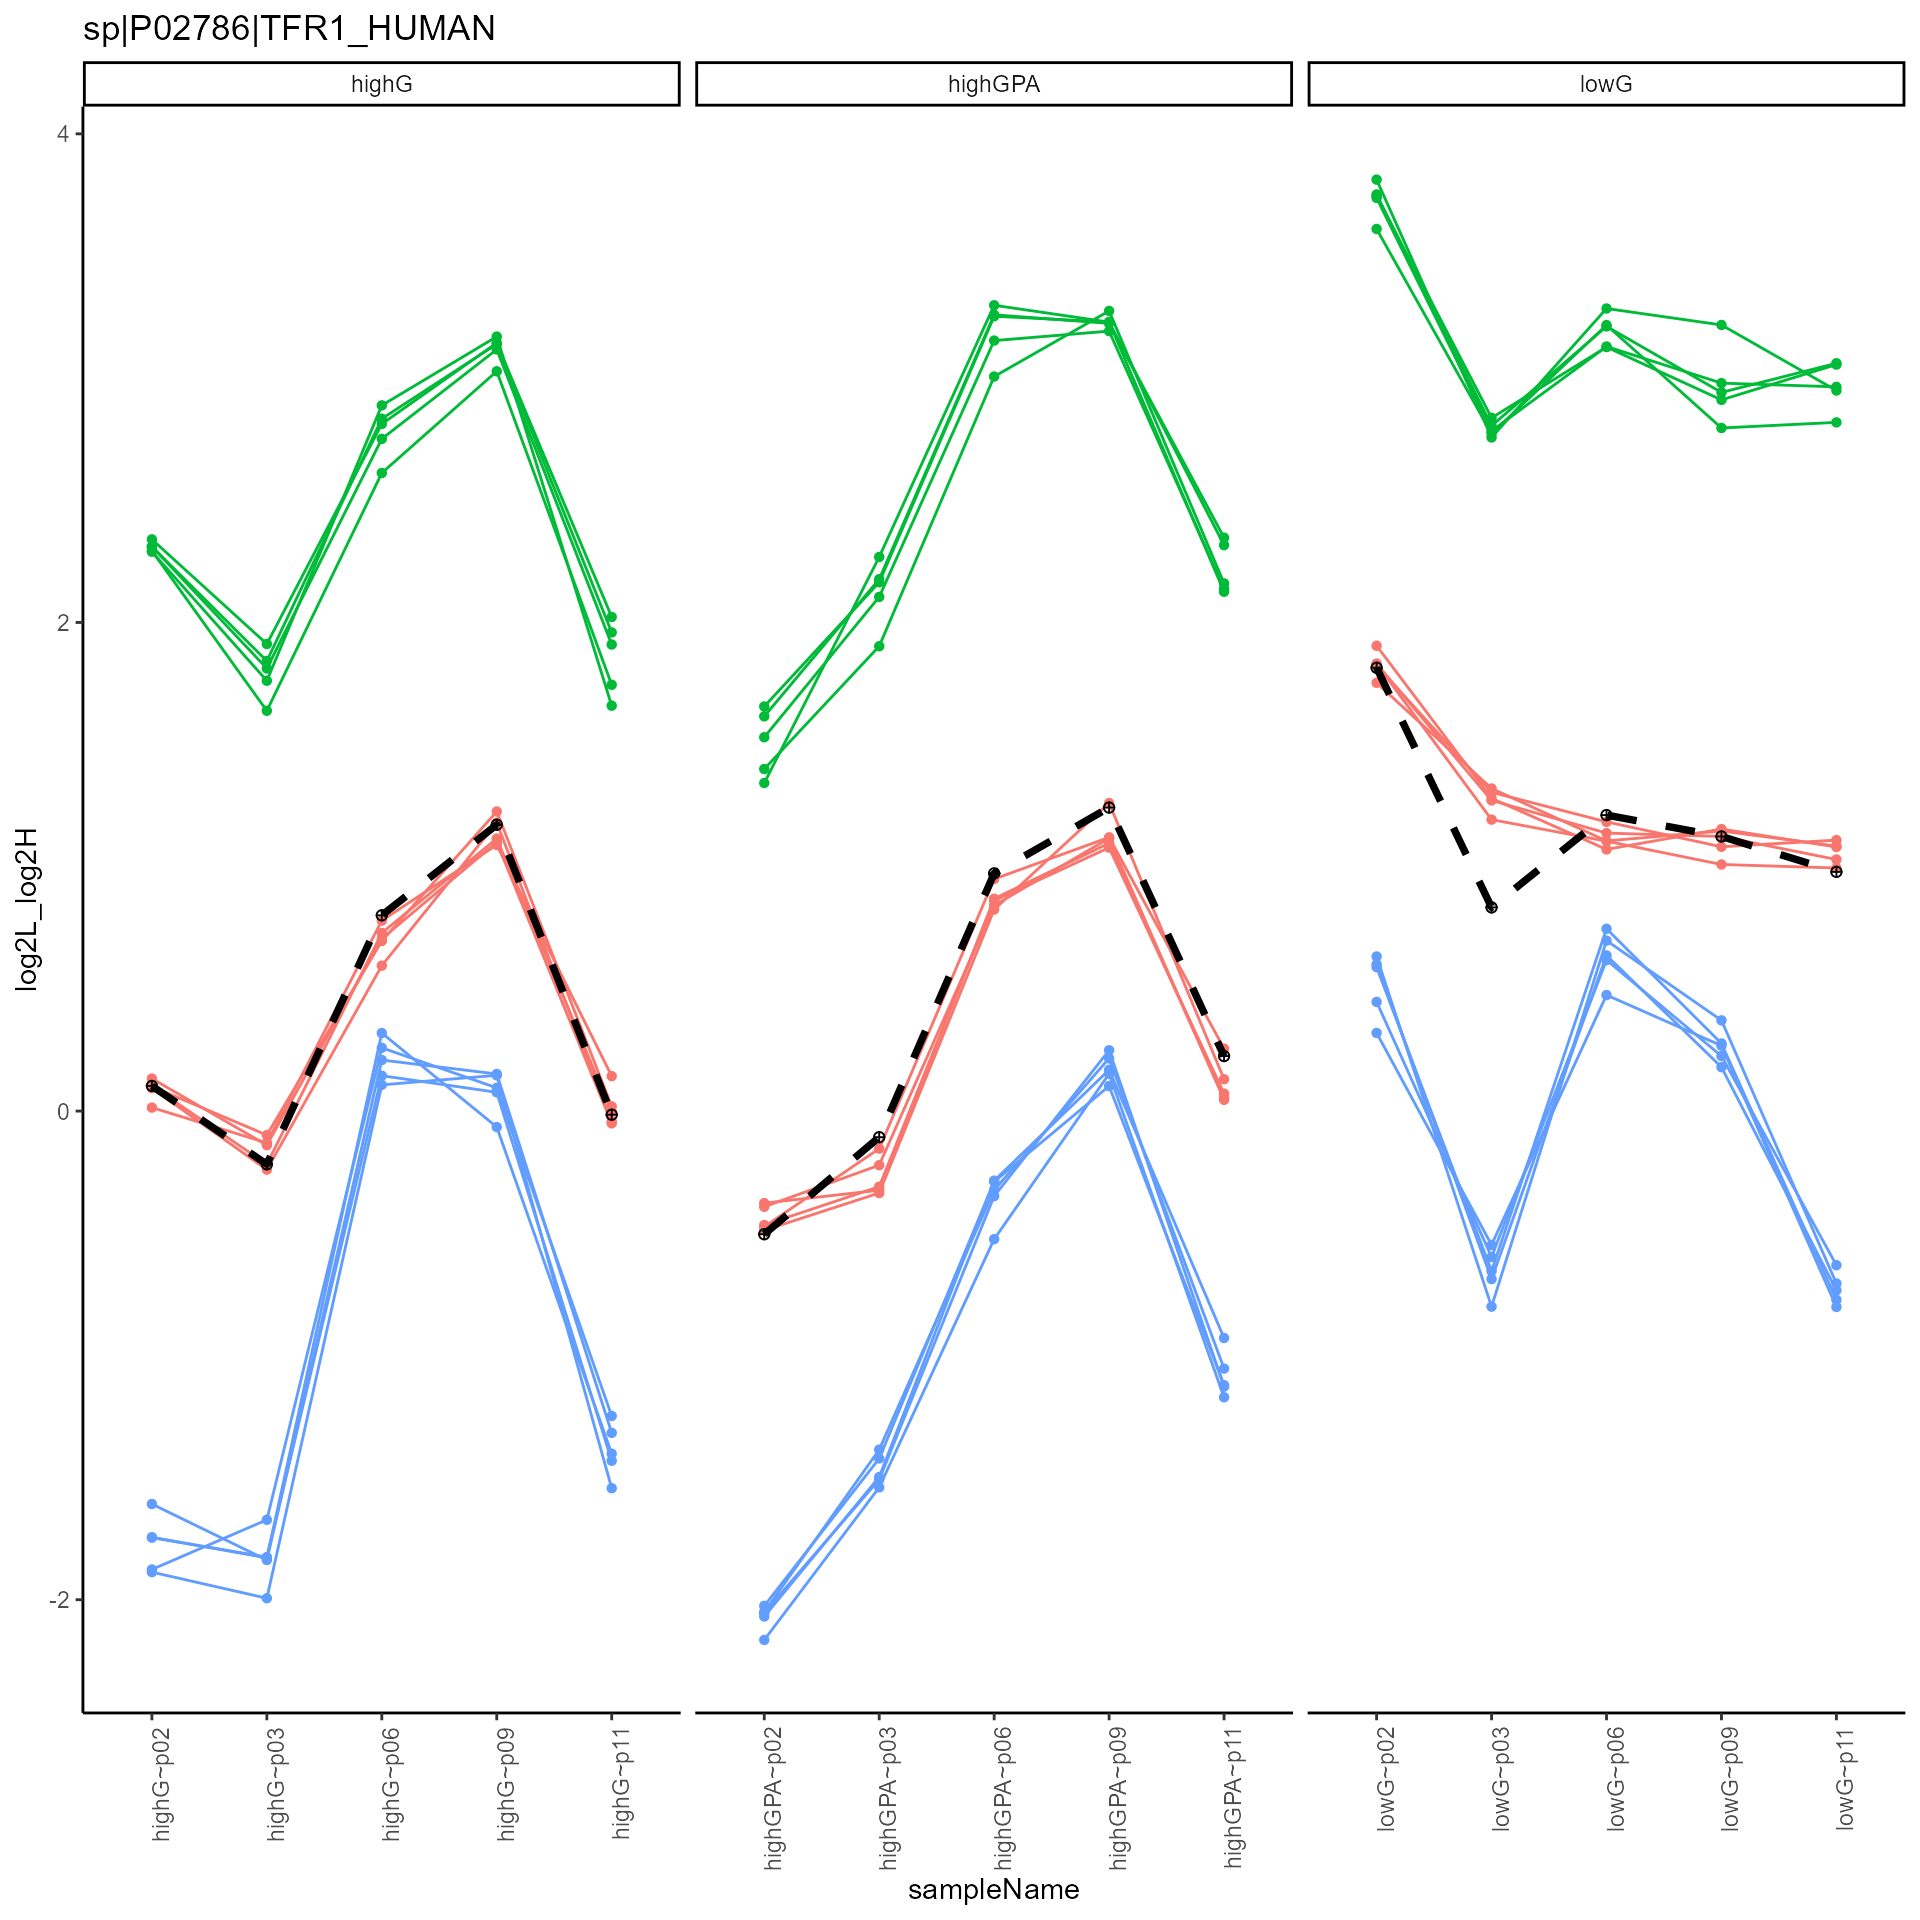 sp|P02786|TFR1_HUMAN
highG
highGPA
lowG
4
2
0
-2
log2L_log2H
highG~p02
highG~p03
highG~p06
highG~p09
highG~p11
highGPA~p02
highGPA~p03
highGPA~p06
highGPA~p09
highGPA~p11
lowG~p02
lowG~p03
lowG~p06
lowG~p09
lowG~p11
sampleName